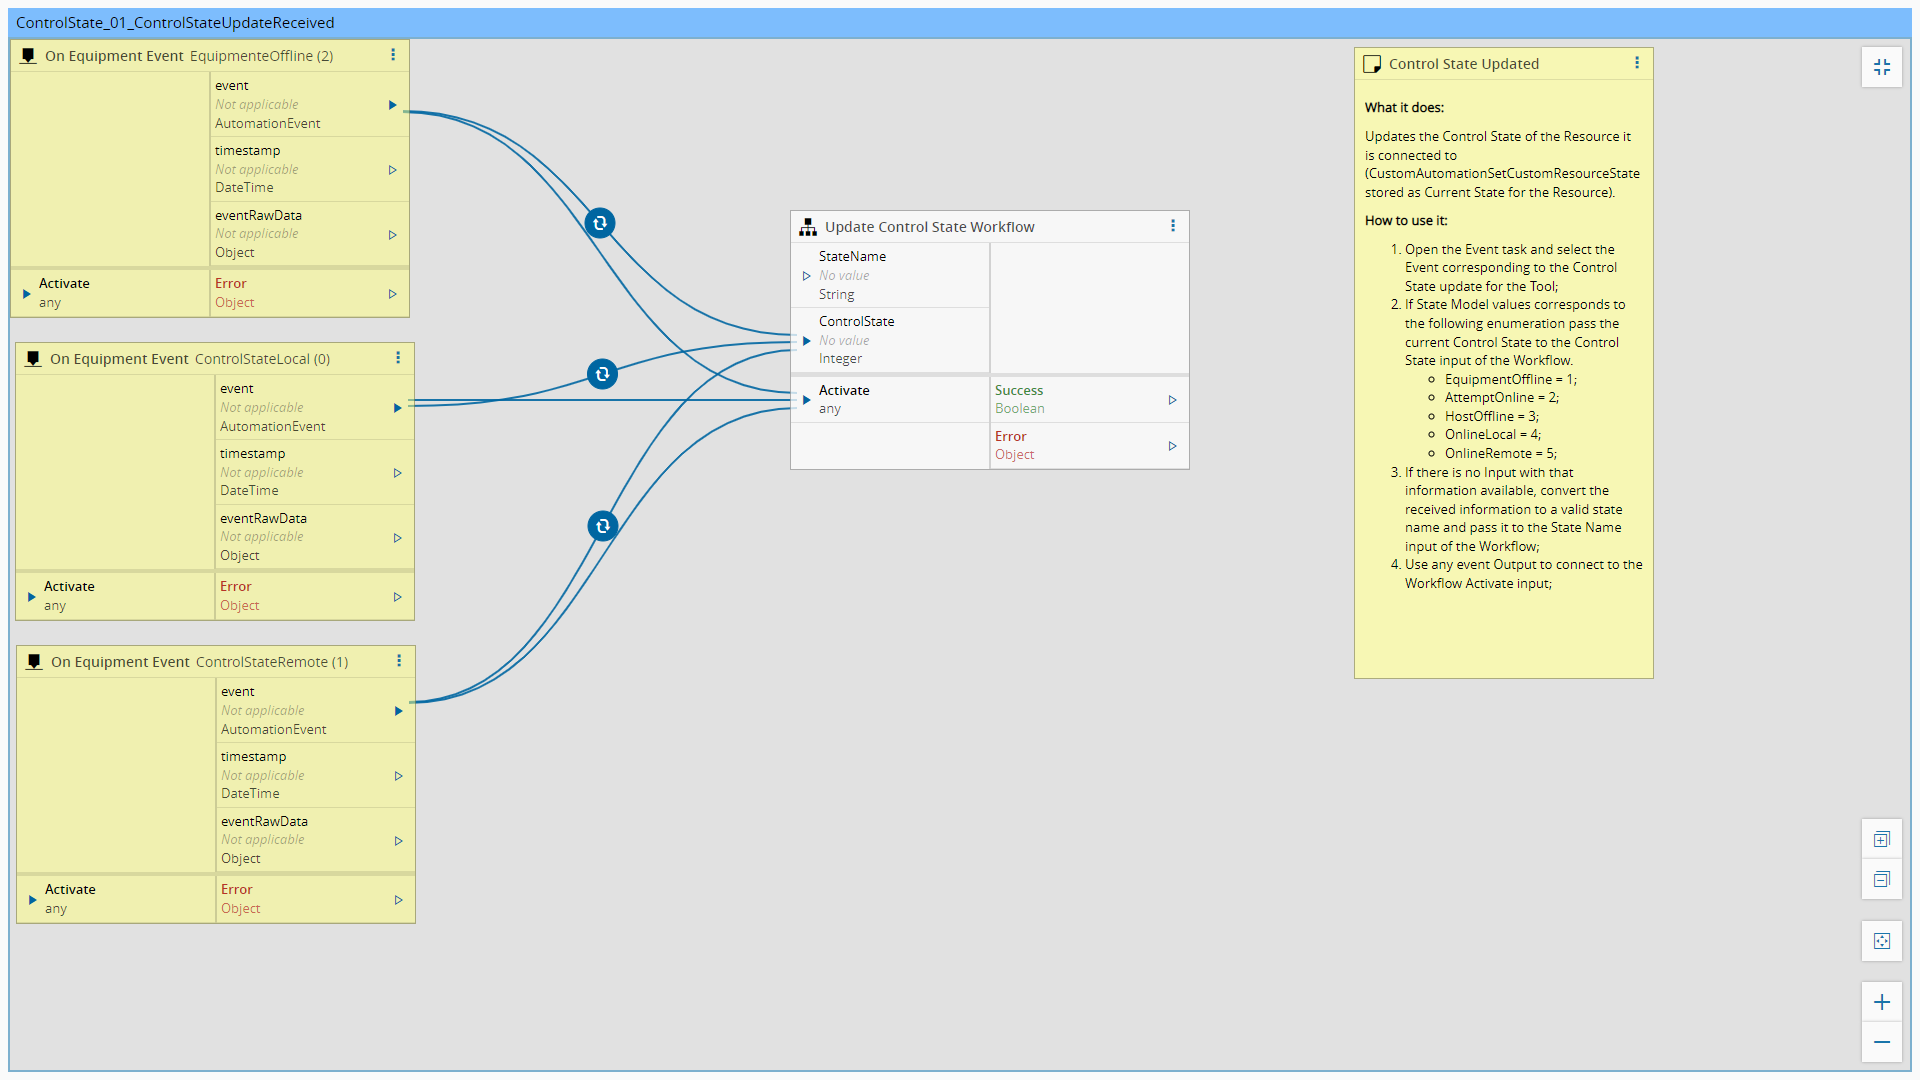 ControlState_01_ControlStateUpdateReceived
On Equipment Event EquipmenteOffline (2)
event
Not applicable
AutomationEvent
timestamp
Not applicable
DateTime
eventRawData
Not applicable
Object
Activate
any
Error
Object
On Equipment Event ControlStateLocal (0)
event
Not applicable
AutomationEvent
timestamp
Not applicable
DateTime
eventRawData
Not applicable
Object
Activate
any
Error
Object
On Equipment Event ControlStateRemote (1)
event
Not applicable
AutomationEvent
timestamp
Not applicable
DateTime
eventRawData
Not applicable
Object
Activate
any
Error
Object
Update Control State Workflow
StateName
No value
String
ControlState
No value
Integer
Activate
any
Success
Boolean
Error
Object
Control State Updated
What it does:
Updates the Control State of the Resource it
is connected to
(CustomAutomationSetCustomResourceState
stored as Current State for the Resource).
How to use it:
1. Open the Event task and select the
Event corresponding to the Control
State update for the Tool;
2. If State Model values corresponds to
the following enumeration pass the
current Control State to the Control
State input of the Workflow.
EquipmentOffline = 1;
AttemptOnline = 2;
HostOffline = 3;
OnlineLocal = 4;
OnlineRemote = 5;
3. If there is no Input with that
information available, convert the
received information to a valid state
name and pass it to the State Name
input of the Workflow;
4. Use any event Output to connect to the
Workflow Activate input;